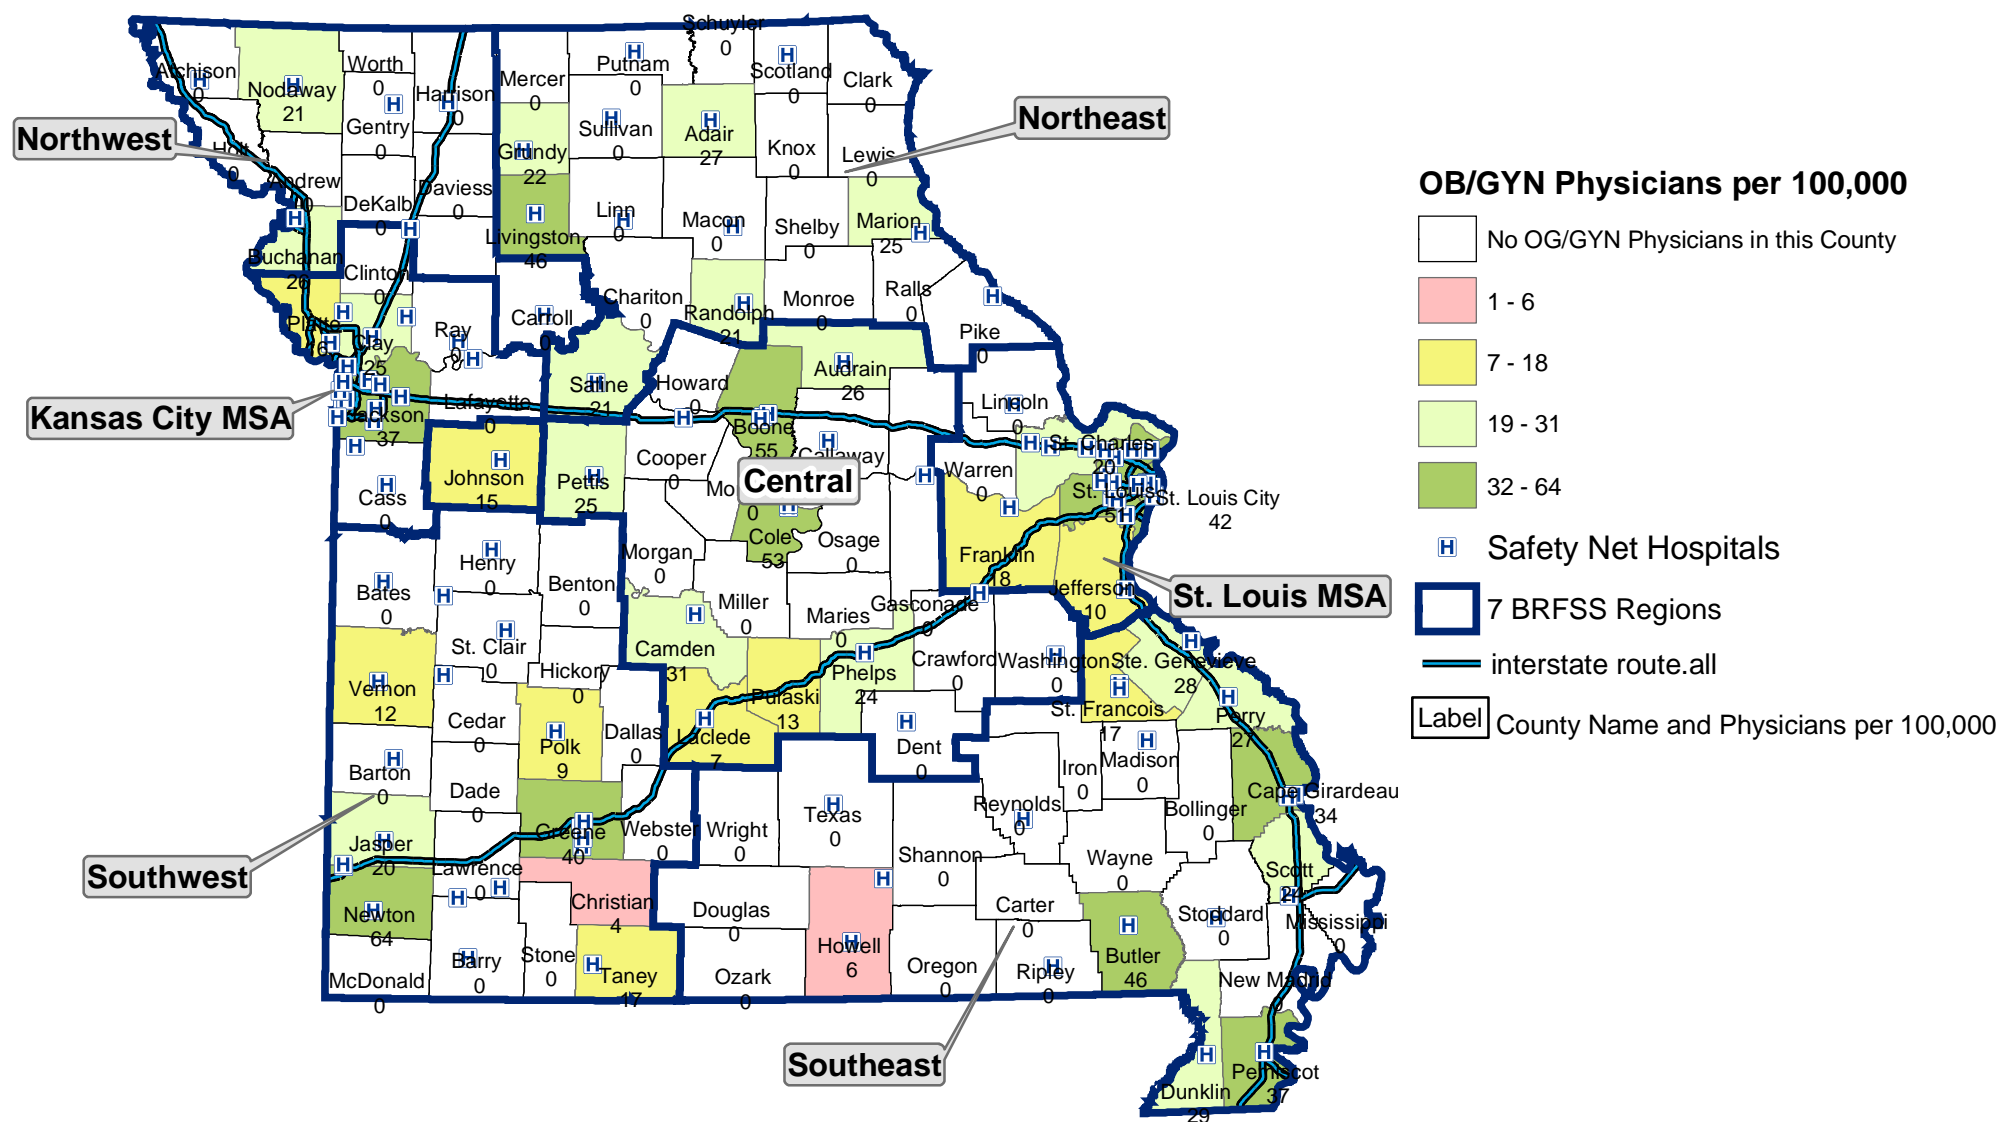 Schuyler
0
Atchison
0
Nodaway
21
Worth
0
Gentry
0
Harrison
0
Mercer
0
Putnam
0
Scotland
0
Clark
0
Northwest
Northeast
Holt
0
Andrew
DeKalb
0
Daviess
0
Grundy
22
Sullivan
0
Adair
27
Knox
0
Lewis
0
Livingston
46
Linn
0
Macon
0
Shelby
0
Marion
25
Buchanan
26
Clinton
0
Chariton
0
Randolph
21
Monroe
0
Ralls
0
Pike
0
Platte
16
Clay
25
Ray
0
Carroll
0
Saline
21
Howard
0
Audrain
26
Kansas City MSA
Jackson
37
Lafayette
0
Boone
55
Callaway
Lincoln
0
St. Charles
20
Cass
0
Johnson
15
Pettis
25
Cooper
0
Mo
0
Central
Warren
0
St. Louis
51
St. Louis City
42
Cole
53
Osage
0
Franklin
18
Jefferson
10
St. Louis MSA
Henry
0
Benton
0
Morgan
0
Miller
0
Maries
0
Gasconade
0
Bates
0
St. Clair
0
Hickory
0
Camden
31
Pulaski
13
Phelps
24
Crawford
0
Washington
0
Ste. Genevieve
28
St. Francois
17
Perry
27
Vernon
12
Cedar
0
Polk
9
Dallas
0
Laclede
7
Dent
0
Iron
0
Madison
0
Barton
0
Dade
0
Greene
40
Webster
0
Wright
0
Texas
0
Reynolds
0
Bollinger
0
Cape Girardeau
34
Southwest
Jasper
20
Lawrence
0
Shannon
0
Wayne
0
Scott
24
Newton
64
Christian
4
Douglas
0
Howell
6
Carter
0
Butler
46
Stoddard
0
Mississippi
0
McDonald
0
Barry
0
Stone
0
Taney
17
Ozark
0
Oregon
0
Ripley
0
New Madrid
0
Southeast
Dunklin
29
Pemiscot
37
OB/GYN Physicians per 100,000
No OG/GYN Physicians in this County
1 - 6
7 - 18
19 - 31
32 - 64
H Safety Net Hospitals
7 BRFSS Regions
interstate route.all
Label County Name and Physicians per 100,000